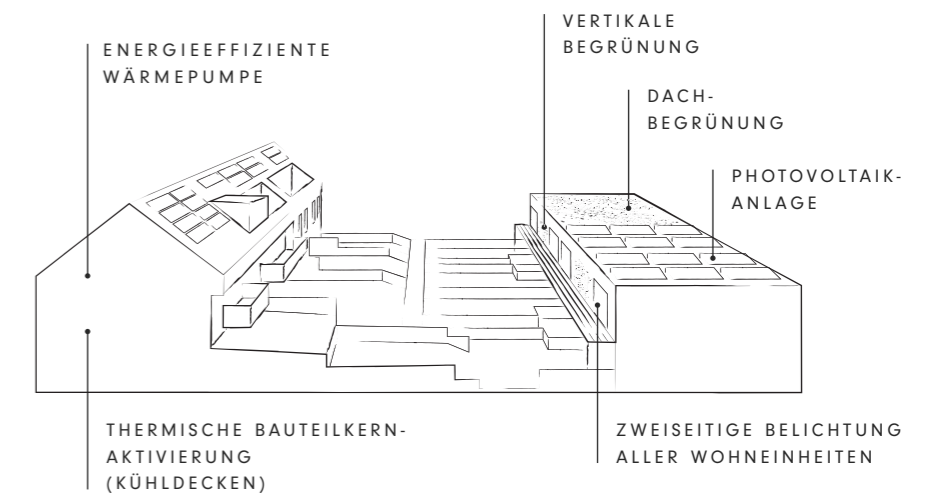 ENERGIEEFFIZIENTE
WÄRMEPUMPE
VERTIKALE
BEGRÜNUNG
DACH-
BEGRÜNUNG
PHOTOVOLTAIK-
ANLAGE
THERMISCHE BAUTEILKERN-
AKTIVIERUNG
(KÜHLDECKEN)
ZWEISEITIGE BELICHTUNG
ALLER WOHNEINHEITEN